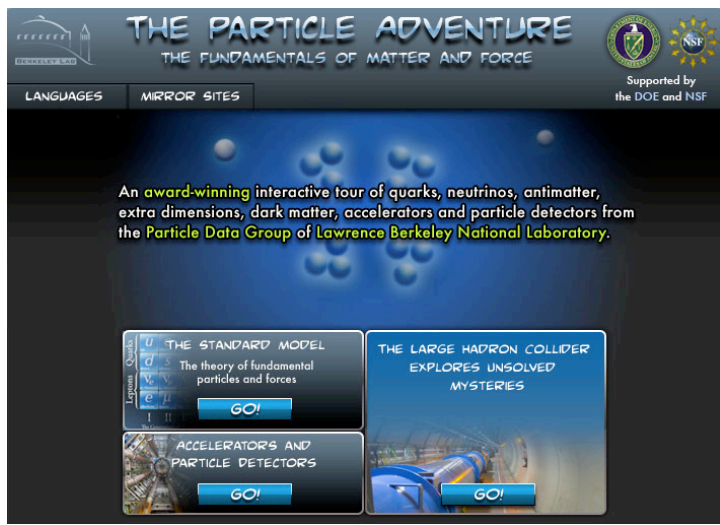 THE PARTICLE ADVENTURE
THE FUNDAMENTALS OF MATTER AND FORCE
BERKELEY LAB
NSF
Supported by
the DOE and NSF
LANGUAGES
MIRROR SITES
An award-winning interactive tour of quarks, neutrinos, antimatter,
extra dimensions, dark matter, accelerators and particle detectors from
the Particle Data Group of Lawrence Berkeley National Laboratory.
THE STANDARD MODEL
The theory of fundamental
particles and forces
Quarks
Leptons
u
d s
e μ
I II
GO!
ACCELERATORS AND
PARTICLE DETECTORS
GO!
THE LARGE HADRON COLLIDER
EXPLORES UNSOLVED
MYSTERIES
GO!